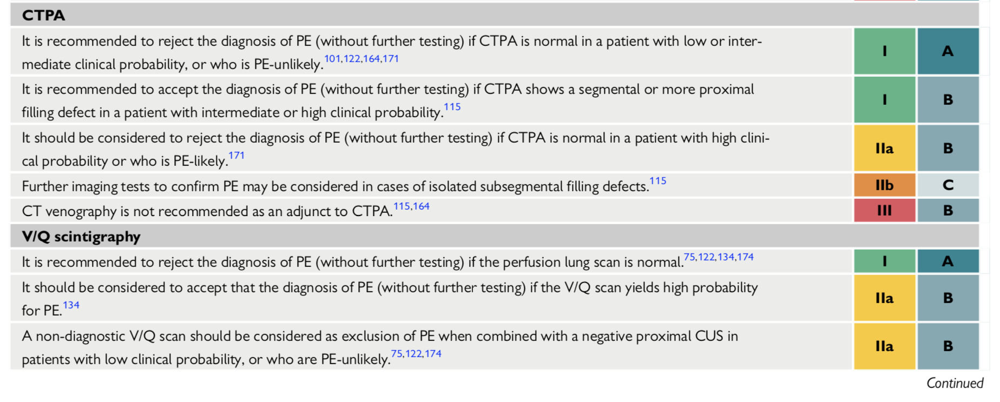 CTPA
It is recommended to reject the diagnosis of PE (without further testing) if CTPA is normal in a patient with low or inter-
mediate clinical probability, or who is PE-unlikely.101,122,164,171
I A
It is recommended to accept the diagnosis of PE (without further testing) if CTPA shows a segmental or more proximal
filling defect in a patient with intermediate or high clinical probability.115
I B
It should be considered to reject the diagnosis of PE (without further testing) if CTPA is normal in a patient with high clini-
cal probability or who is PE-likely.171
IIa B
Further imaging tests to confirm PE may be considered in cases of isolated subsegmental filling defects.115 IIb C
CT venography is not recommended as an adjunct to CTPA.115,164 III B
V/Q scintigraphy
It is recommended to reject the diagnosis of PE (without further testing) if the perfusion lung scan is normal.75,122,134,174 I A
It should be considered to accept that the diagnosis of PE (without further testing) if the V/Q scan yields high probability
for PE.134
IIa B
A non-diagnostic V/Q scan should be considered as exclusion of PE when combined with a negative proximal CUS in
patients with low clinical probability, or who are PE-unlikely.75,122,174
IIa B
Continued